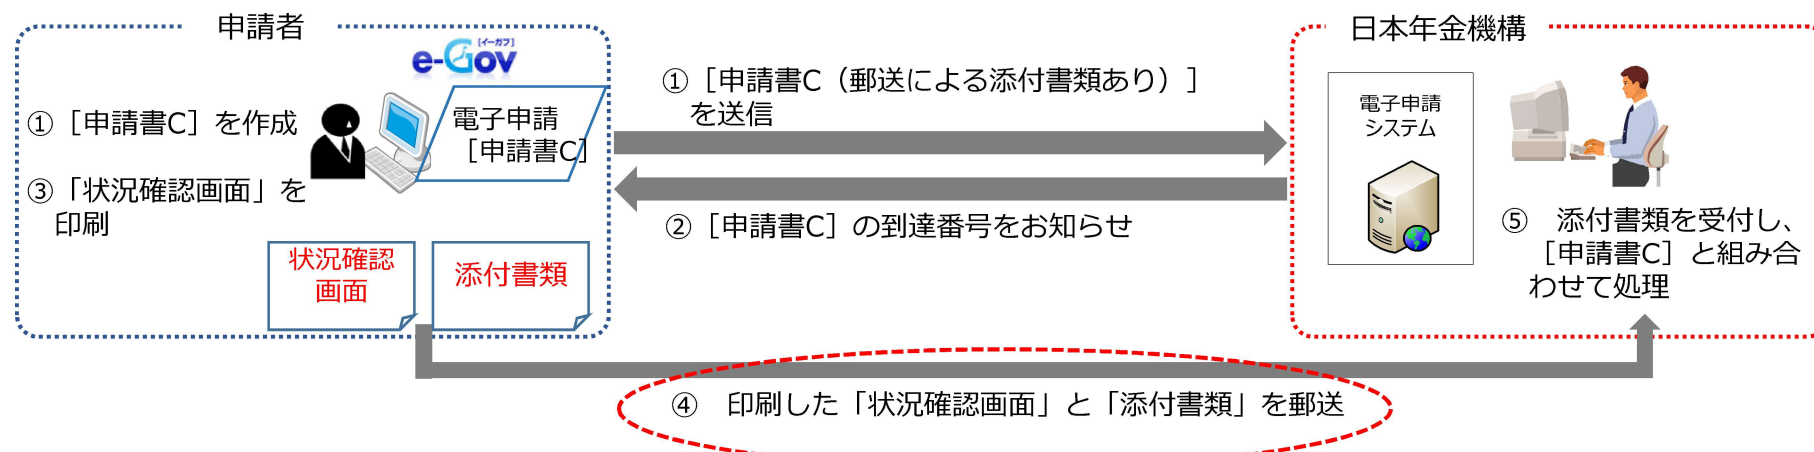 申請者
[イーガブ]
e-Gov
①［申請書C］を作成
電子申請
［申請書C］
③「状況確認画面」を
印刷
状況確認
画面
添付書類
①［申請書C（郵送による添付書類あり）］
を送信
②［申請書C］の到達番号をお知らせ
日本年金機構
電子申請
システム
⑤　添付書類を受付し、
［申請書C］と組み合
わせて処理
④　印刷した「状況確認画面」と「添付書類」を郵送